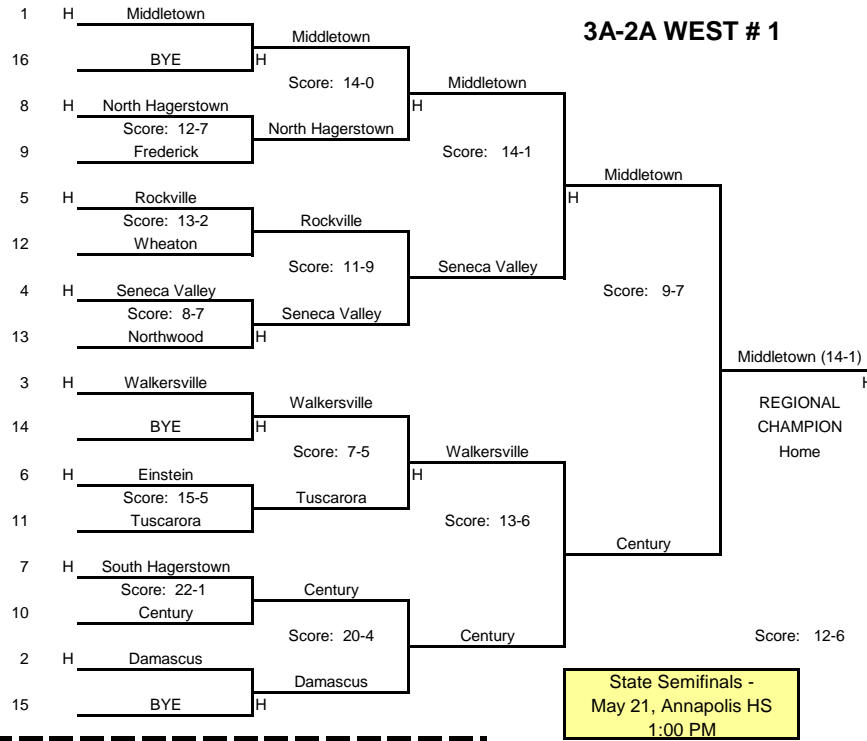 3A-2A WEST # 1
1 H Middletown
16 BYE
8 H North Hagerstown
Score: 12-7
9 Frederick
5 H Rockville
Score: 13-2
12 Wheaton
4 H Seneca Valley
Score: 8-7
13 Northwood
3 H Walkersville
14 BYE
6 H Einstein
Score: 15-5
11 Tuscarora
7 H South Hagerstown
Score: 22-1
10 Century
2 H Damascus
15 BYE
Middletown
H
Score: 14-0
North Hagerstown
Rockville
Score: 11-9
Seneca Valley
H
Walkersville
H
Score: 7-5
Tuscarora
Century
Score: 20-4
Damascus
H
Middletown
H
Score: 14-1
Seneca Valley
Walkersville
H
Score: 13-6
Century
Middletown
H
Score: 9-7
Century
Middletown (14-1)
H
REGIONAL
CHAMPION
Home
Score: 12-6
State Semifinals -
May 21, Annapolis HS
1:00 PM